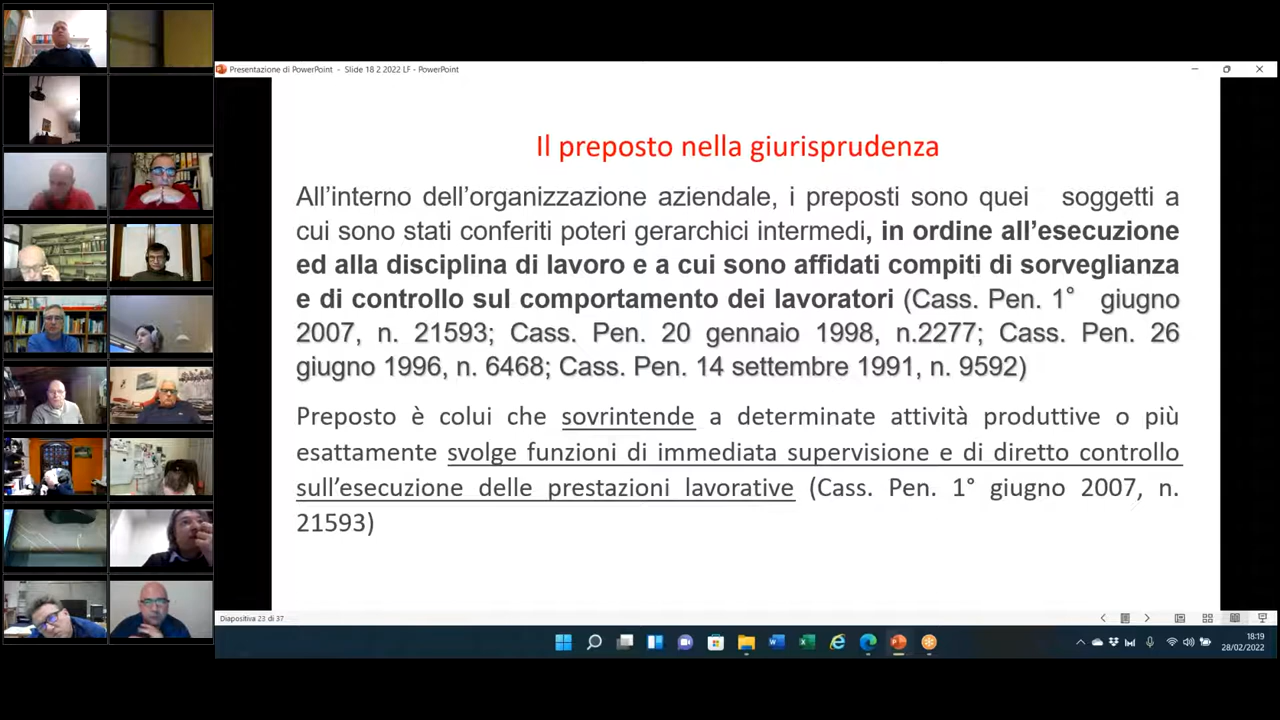 Presentazione di PowerPoint - Slide 18 2 2022 LF - PowerPoint
Il preposto nella giurisprudenza
All’interno dell’organizzazione aziendale, i preposti sono quei soggetti a
cui sono stati conferiti poteri gerarchici intermedi, in ordine all’esecuzione
ed alla disciplina di lavoro e a cui sono affidati compiti di sorveglianza
e di controllo sul comportamento dei lavoratori (Cass. Pen. 1° giugno
2007, n. 21593; Cass. Pen. 20 gennaio 1998, n.2277; Cass. Pen. 26
giugno 1996, n. 6468; Cass. Pen. 14 settembre 1991, n. 9592)
Preposto è colui che sovrintende a determinate attività produttive o più
esattamente svolge funzioni di immediata supervisione e di diretto controllo
sull’esecuzione delle prestazioni lavorative (Cass. Pen. 1° giugno 2007, n.
21593)
Diapositiva 23 di 37
18:19
28/02/2022